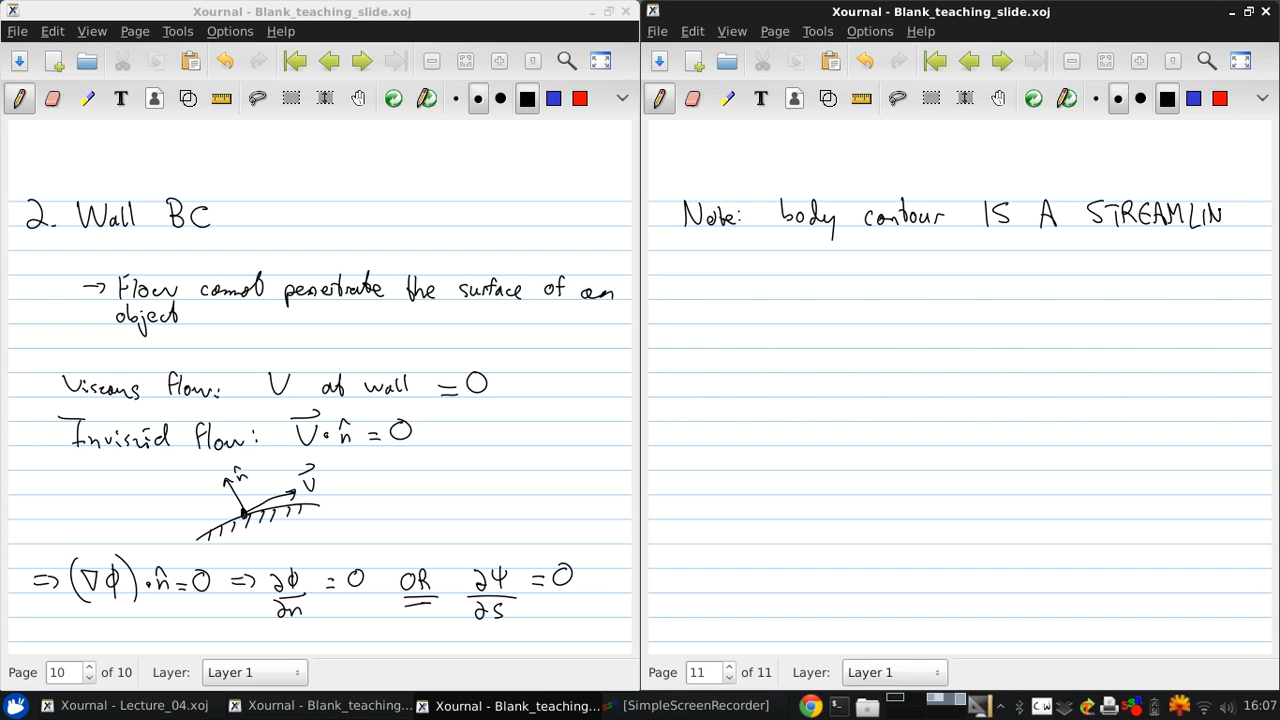 Xournal - Blank_teaching_slide.xoj
File Edit View Page Tools Options Help
2. Wall BC
→ Flow cannot penetrate the surface of an
object
Viscous flow: V at wall = 0
Inviscid flow: V⃗ · n̂ = 0
n̂ V⃗
⇒ (∇ϕ) · n̂ = 0 ⇒ ∂ϕ/∂n = 0 OR ∂ψ/∂s = 0
Page 10 of 10 Layer: Layer 1
Xournal - Blank_teaching_slide.xoj
File Edit View Page Tools Options Help
Note: body contour IS A STREAMLIN
Page 11 of 11 Layer: Layer 1
Xournal - Lecture_04.xoj Xournal - Blank_teaching_... Xournal - Blank_teaching_... [SimpleScreenRecorder] 16:07